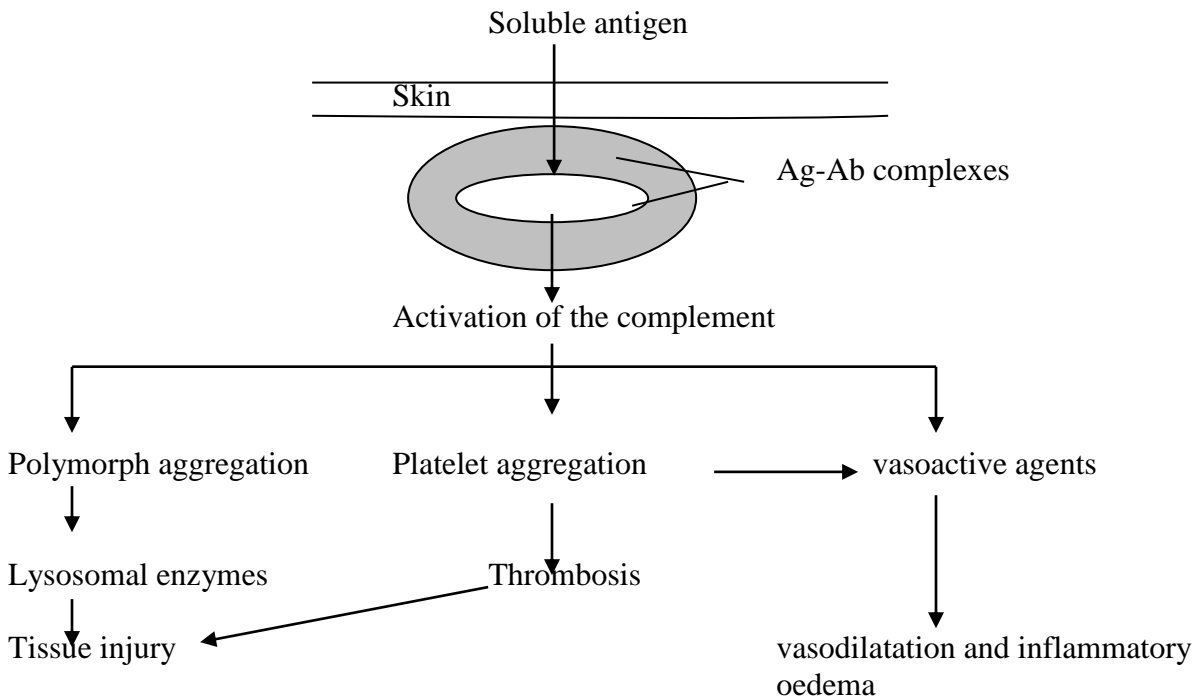 Soluble antigen
Skin
Ag-Ab complexes
Activation of the complement
Polymorph aggregation
Platelet aggregation
vasoactive agents
Lysosomal enzymes
Thrombosis
Tissue injury
vasodilatation and inflammatory
oedema